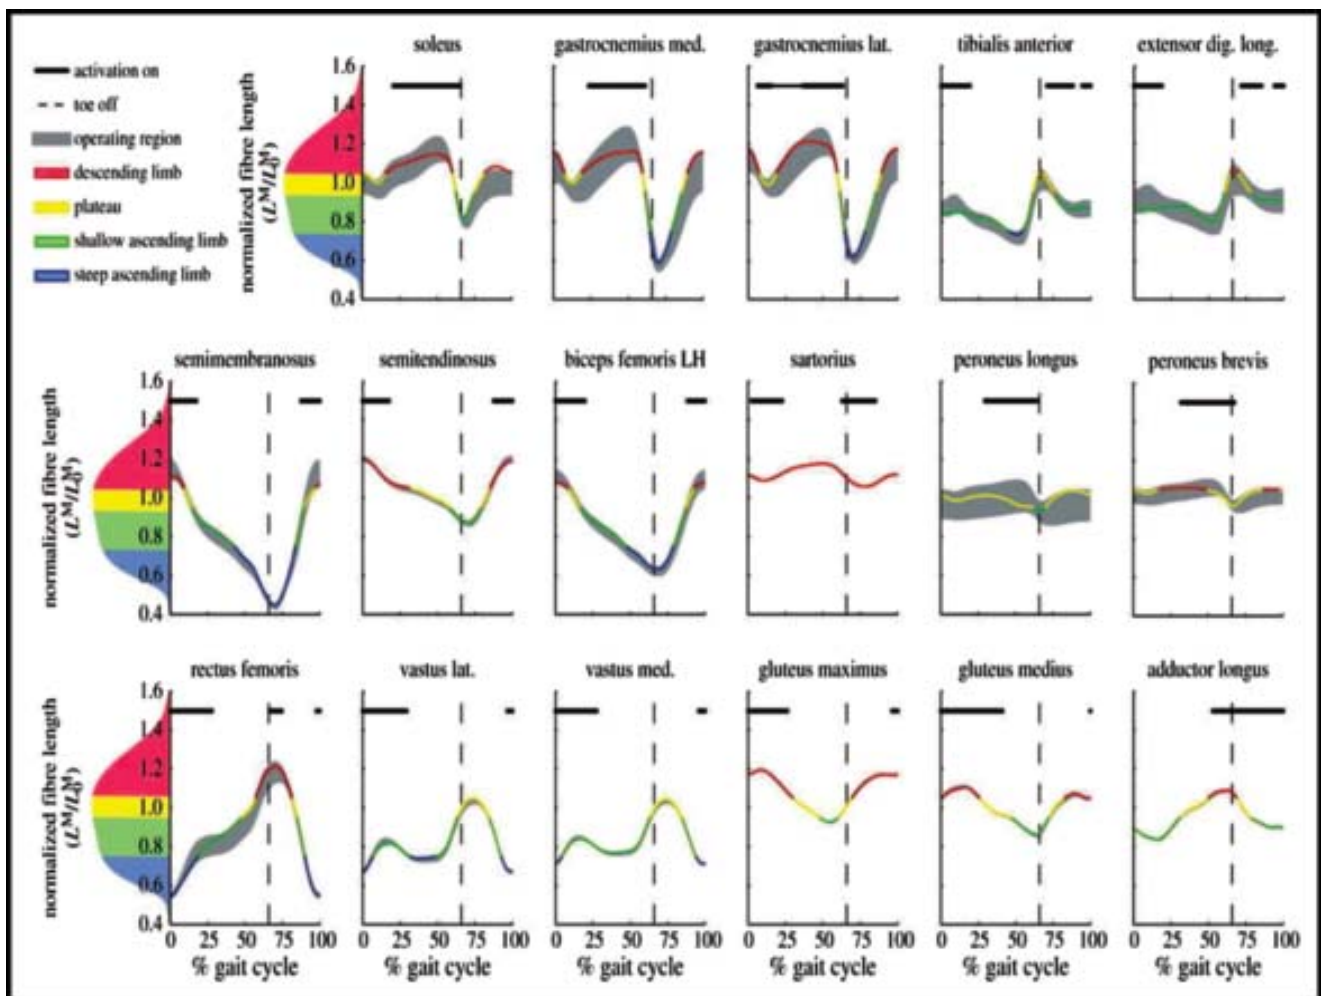 soleus
gastrocnemius med.
gastrocnemius lat.
tibialis anterior
extensor dig. long.
activation on
toe off
operating region
descending limb
plateau
shallow ascending limb
steep ascending limb
normalized fibre length
(L^M/L_0^M)
1.6
1.4
1.2
1.0
0.8
0.6
0.4
semimembranosus
semitendinosus
biceps femoris LH
sartorius
peroneus longus
peroneus brevis
normalized fibre length
(L^M/L_0^M)
1.6
1.4
1.2
1.0
0.8
0.6
0.4
rectus femoris
vastus lat.
vastus med.
gluteus maximus
gluteus medius
adductor longus
normalized fibre length
(L^M/L_0^M)
1.6
1.4
1.2
1.0
0.8
0.6
0.4
0 25 50 75 100
0 25 50 75 100
0 25 50 75 100
0 25 50 75 100
0 25 50 75 100
0 25 50 75 100
% gait cycle
% gait cycle
% gait cycle
% gait cycle
% gait cycle
% gait cycle